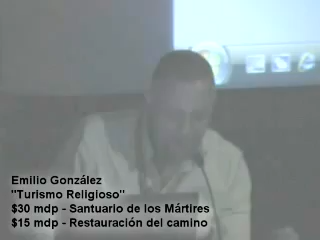 Emilio González
"Turismo Religioso"
$30 mdp - Santuario de los Mártires
$15 mdp - Restauración del camino